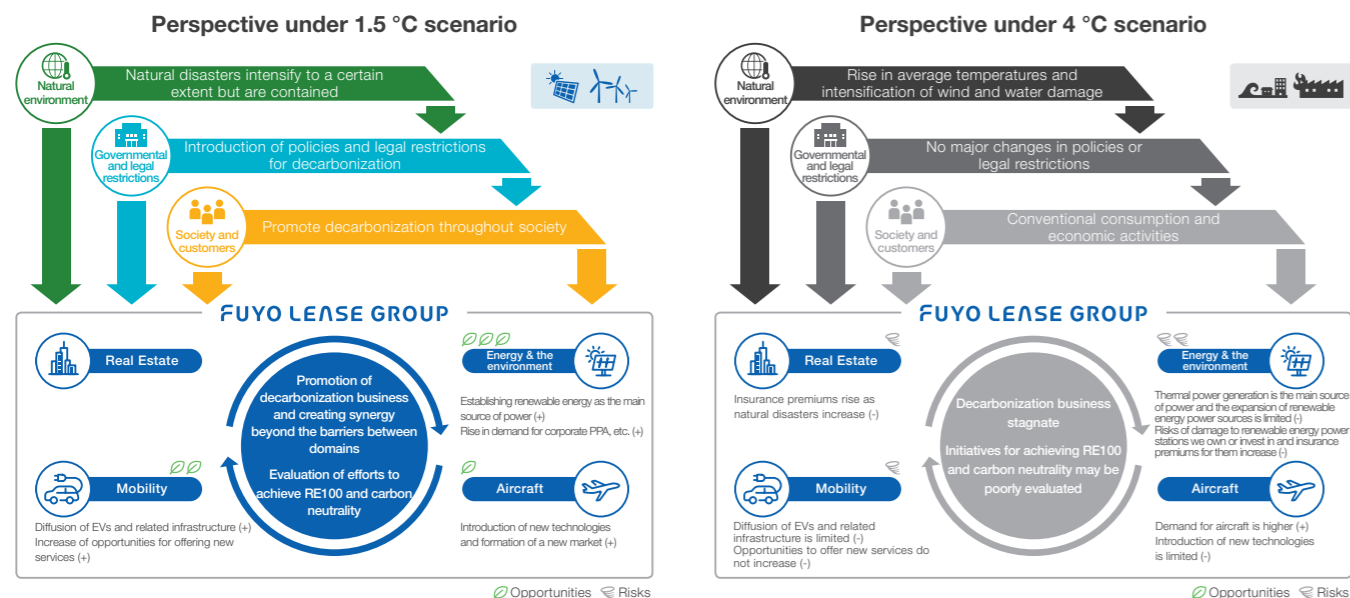 Perspective under 1.5 °C scenario
Natural
environment
Natural disasters intensify to a certain
extent but are contained
Governmental
and legal
restrictions
Introduction of policies and legal restrictions
for decarbonization
Society and
customers
Promote decarbonization throughout society
FUYO LEASE GROUP
Real Estate
Energy & the
environment
Establishing renewable energy as the main
source of power (+)
Rise in demand for corporate PPA, etc. (+)
Promotion of
decarbonization business
and creating synergy
beyond the barriers between
domains
Evaluation of efforts to
achieve RE100 and carbon
neutrality
Mobility
Diffusion of EVs and related infrastructure (+)
Increase of opportunities for offering new
services (+)
Aircraft
Introduction of new technologies
and formation of a new market (+)
Opportunities
Risks
Perspective under 4 °C scenario
Natural
environment
Rise in average temperatures and
intensification of wind and water damage
Governmental
and legal
restrictions
No major changes in policies or
legal restrictions
Society and
customers
Conventional consumption and
economic activities
FUYO LEASE GROUP
Real Estate
Insurance premiums rise as
natural disasters increase (-)
Energy & the
environment
Thermal power generation is the main source
of power and the expansion of renewable
energy power sources is limited (-)
Risks of damage to renewable energy power
stations we own or invest in and insurance
premiums for them increase (-)
Decarbonization business
stagnate
Initiatives for achieving RE100
and carbon neutrality may be
poorly evaluated
Mobility
Diffusion of EVs and related
infrastructure is limited (-)
Opportunities to offer new services do
not increase (-)
Aircraft
Demand for aircraft is higher (+)
Introduction of new technologies
is limited (-)
Opportunities
Risks